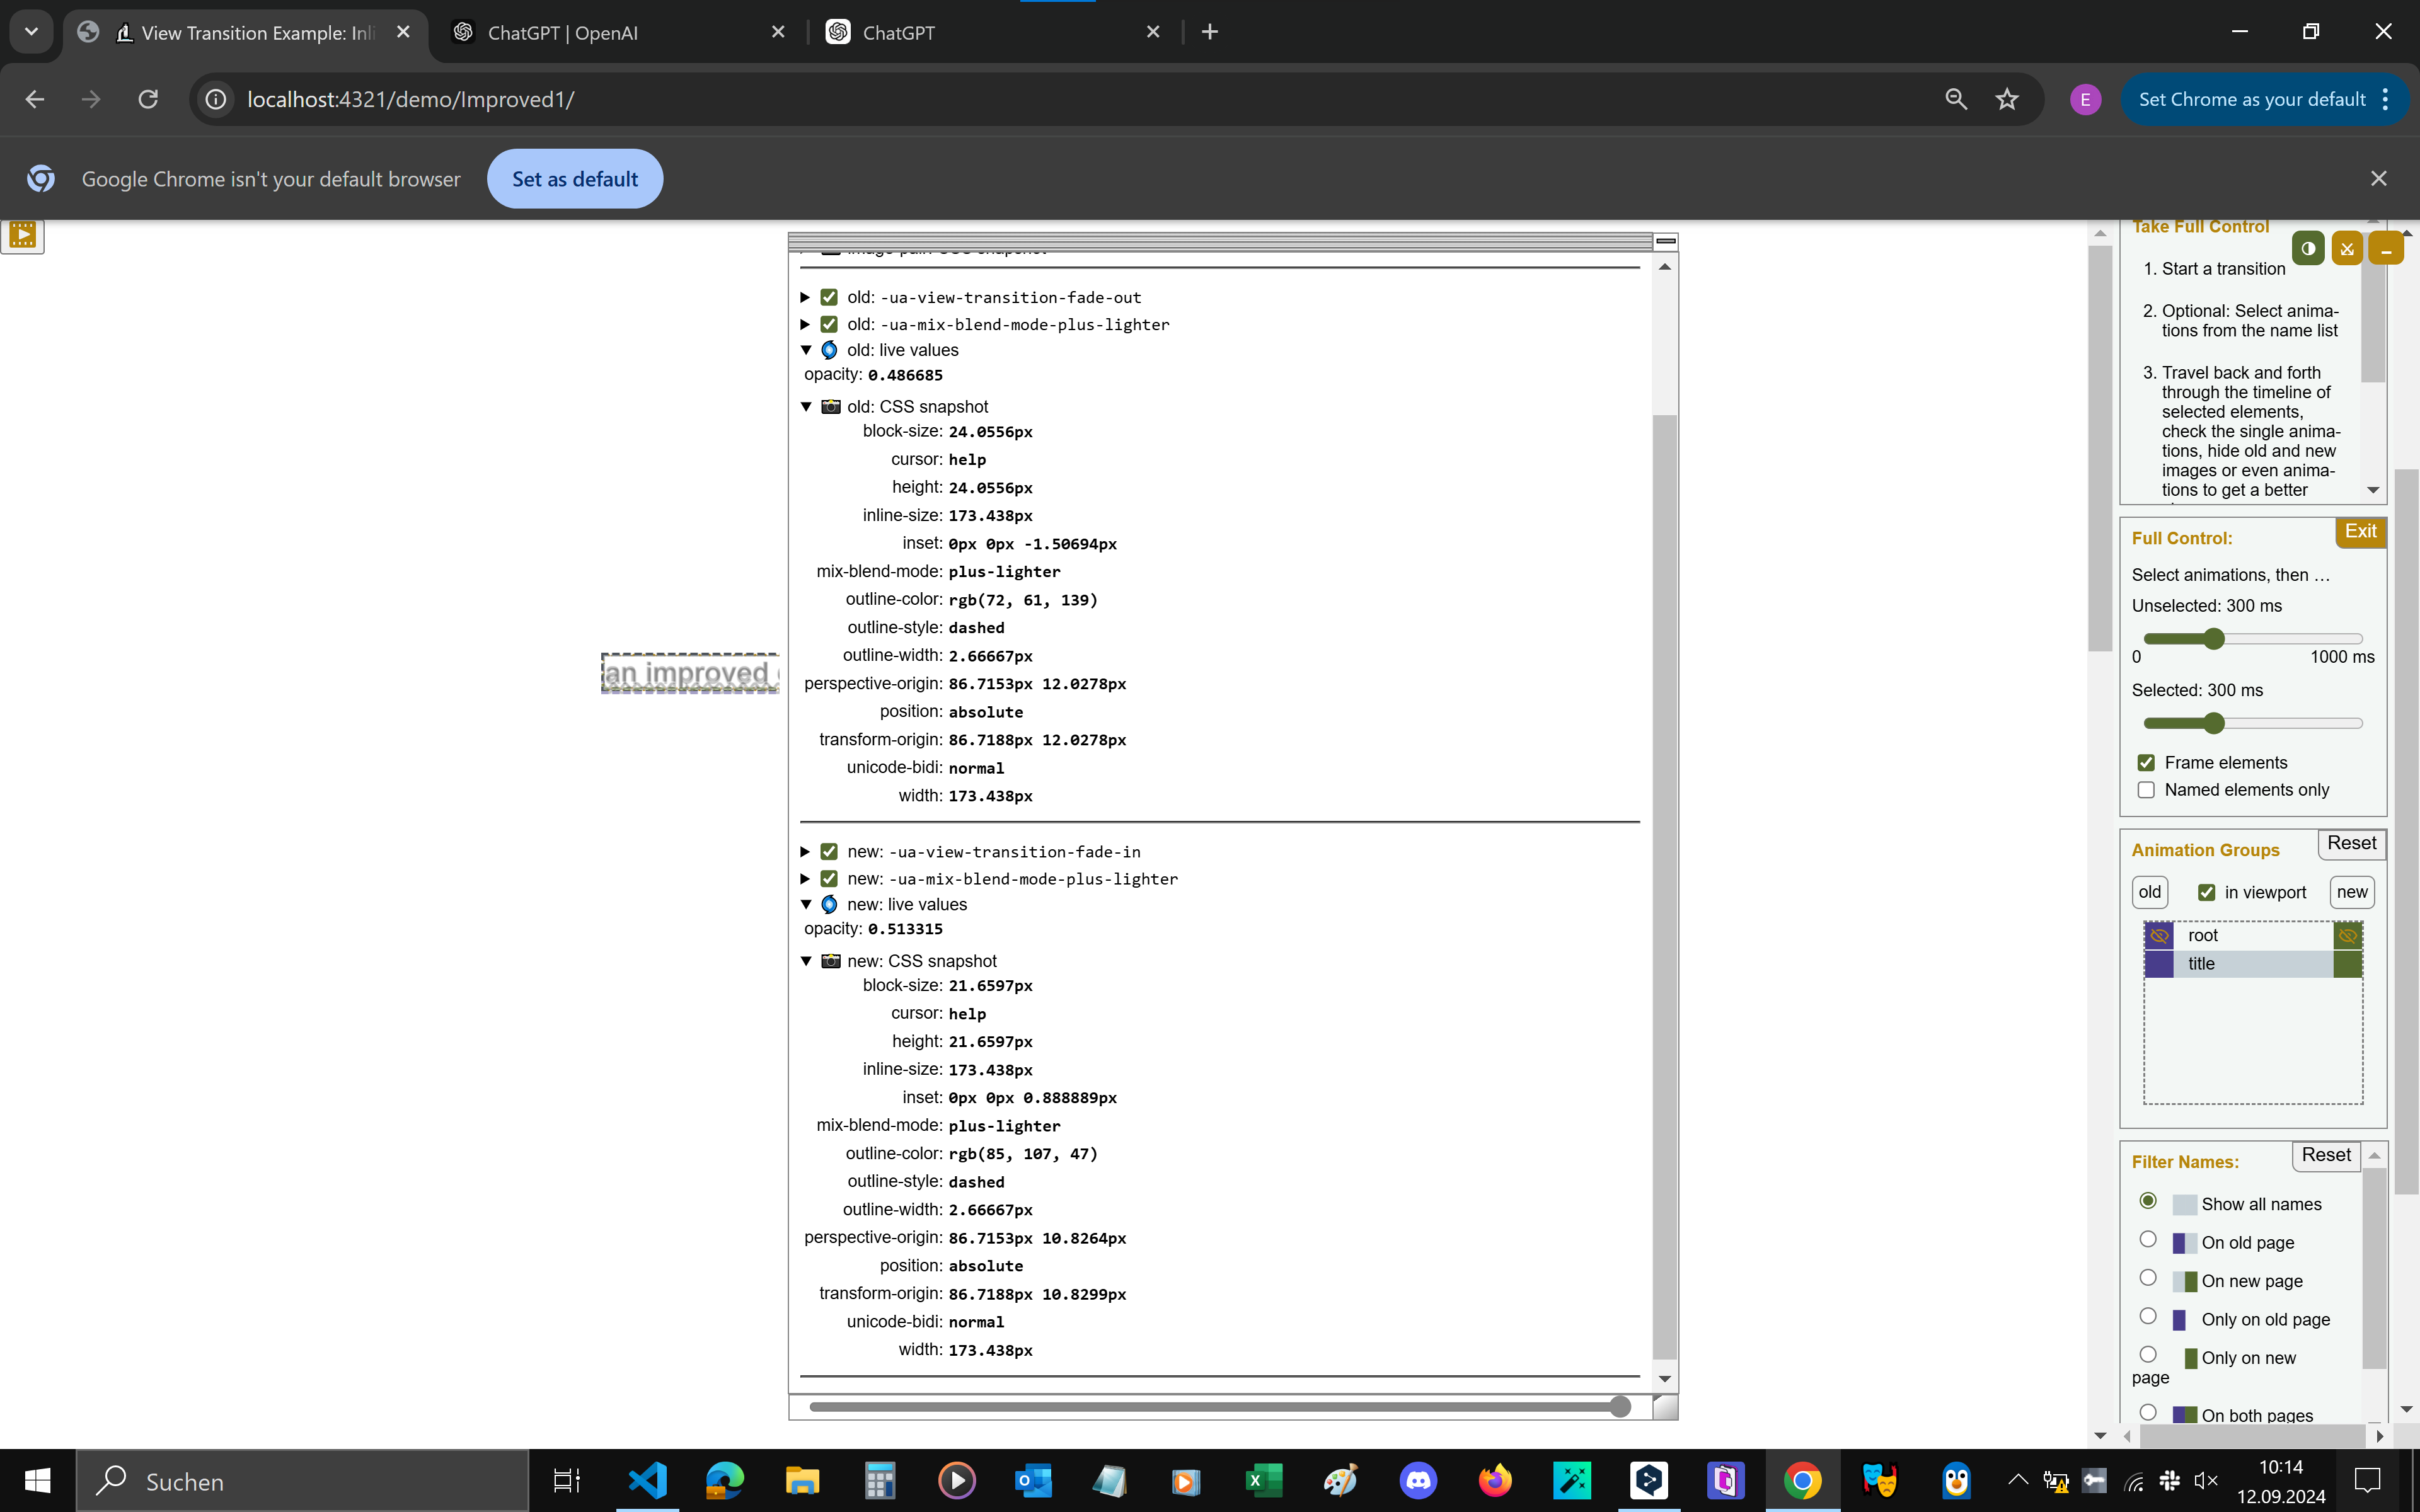 View Transition Example: Inli
ChatGPT | OpenAI
ChatGPT
localhost:4321/demo/Improved1/
E
Set Chrome as your default
Google Chrome isn't your default browser
Set as default
old: -ua-view-transition-fade-out
old: -ua-mix-blend-mode-plus-lighter
old: live values
opacity: 0.486685
old: CSS snapshot
block-size: 24.0556px
cursor: help
height: 24.0556px
inline-size: 173.438px
inset: 0px 0px -1.50694px
mix-blend-mode: plus-lighter
outline-color: rgb(72, 61, 139)
outline-style: dashed
outline-width: 2.66667px
perspective-origin: 86.7153px 12.0278px
position: absolute
transform-origin: 86.7188px 12.0278px
unicode-bidi: normal
width: 173.438px
new: -ua-view-transition-fade-in
new: -ua-mix-blend-mode-plus-lighter
new: live values
opacity: 0.513315
new: CSS snapshot
block-size: 21.6597px
cursor: help
height: 21.6597px
inline-size: 173.438px
inset: 0px 0px 0.888889px
mix-blend-mode: plus-lighter
outline-color: rgb(85, 107, 47)
outline-style: dashed
outline-width: 2.66667px
perspective-origin: 86.7153px 10.8264px
position: absolute
transform-origin: 86.7188px 10.8299px
unicode-bidi: normal
width: 173.438px
an improved
Take Full Control
1. Start a transition
2. Optional: Select anima-
tions from the name list
3. Travel back and forth
through the timeline of
selected elements,
check the single anima-
tions, hide old and new
images or even anima-
tions to get a better
Full Control:
Exit
Select animations, then …
Unselected: 300 ms
0
1000 ms
Selected: 300 ms
Frame elements
Named elements only
Animation Groups
Reset
old
in viewport
new
root
title
Filter Names:
Reset
Show all names
On old page
On new page
Only on old page
Only on new
page
On both pages
Suchen
10:14
12.09.2024